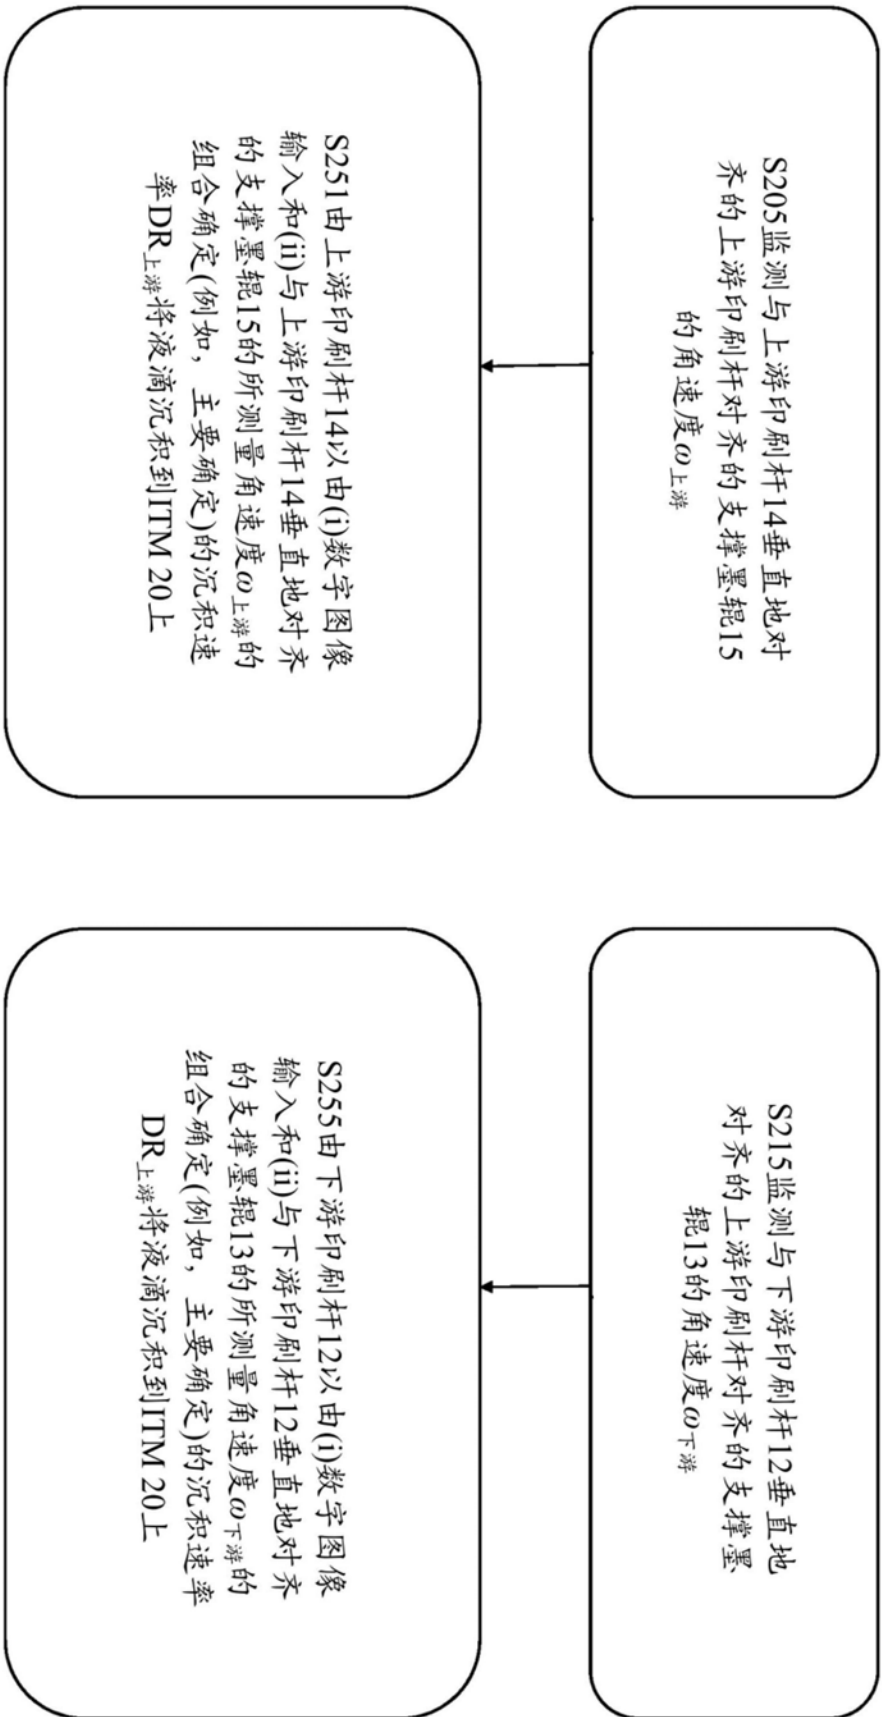 S205监测与上游印刷杆14垂直地对
齐的上游印刷杆对齐的支撑墨辊15
的角速度ω上游
S251由上游印刷杆14以由(i)数字图像
输入和(ii)与上游印刷杆14垂直地对齐
的支撑墨辊15的所测量角速度ω上游的
组合确定(例如，主要确定)的沉积速
率DR上游将液滴沉积到ITM 20上
S215监测与下游印刷杆12垂直地
对齐的上游印刷杆对齐的支撑墨
辊13的角速度ω下游
S255由下游印刷杆12以由(i)数字图像
输入和(ii)与下游印刷杆12垂直地对齐
的支撑墨辊13的所测量角速度ω下游的
组合确定(例如，主要确定)的沉积速率
DR上游将液滴沉积到ITM 20上